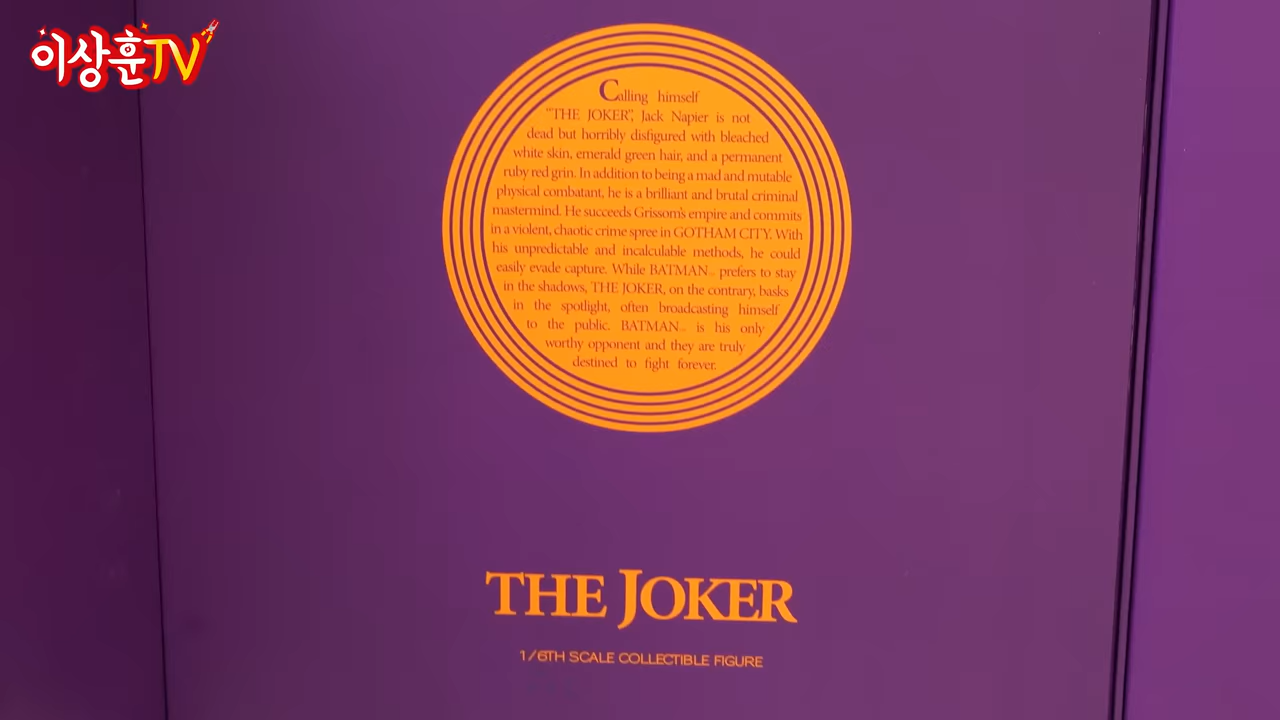 이상훈TV
Calling himself
"THE JOKER", Jack Napier is not
dead but horribly disfigured with bleached
white skin, emerald green hair, and a permanent
ruby red grin. In addition to being a mad and mutable
physical combatant, he is a brilliant and brutal criminal
mastermind. He succeeds Grissom's empire and commits
in a violent, chaotic crime spree in GOTHAM CITY. With
his unpredictable and incalculable methods, he could
easily evade capture. While BATMAN prefers to stay
in the shadows, THE JOKER, on the contrary, basks
in the spotlight, often broadcasting himself
to the public. BATMAN is his only
worthy opponent and they are truly
destined to fight forever.
THE JOKER
1/6TH SCALE COLLECTIBLE FIGURE